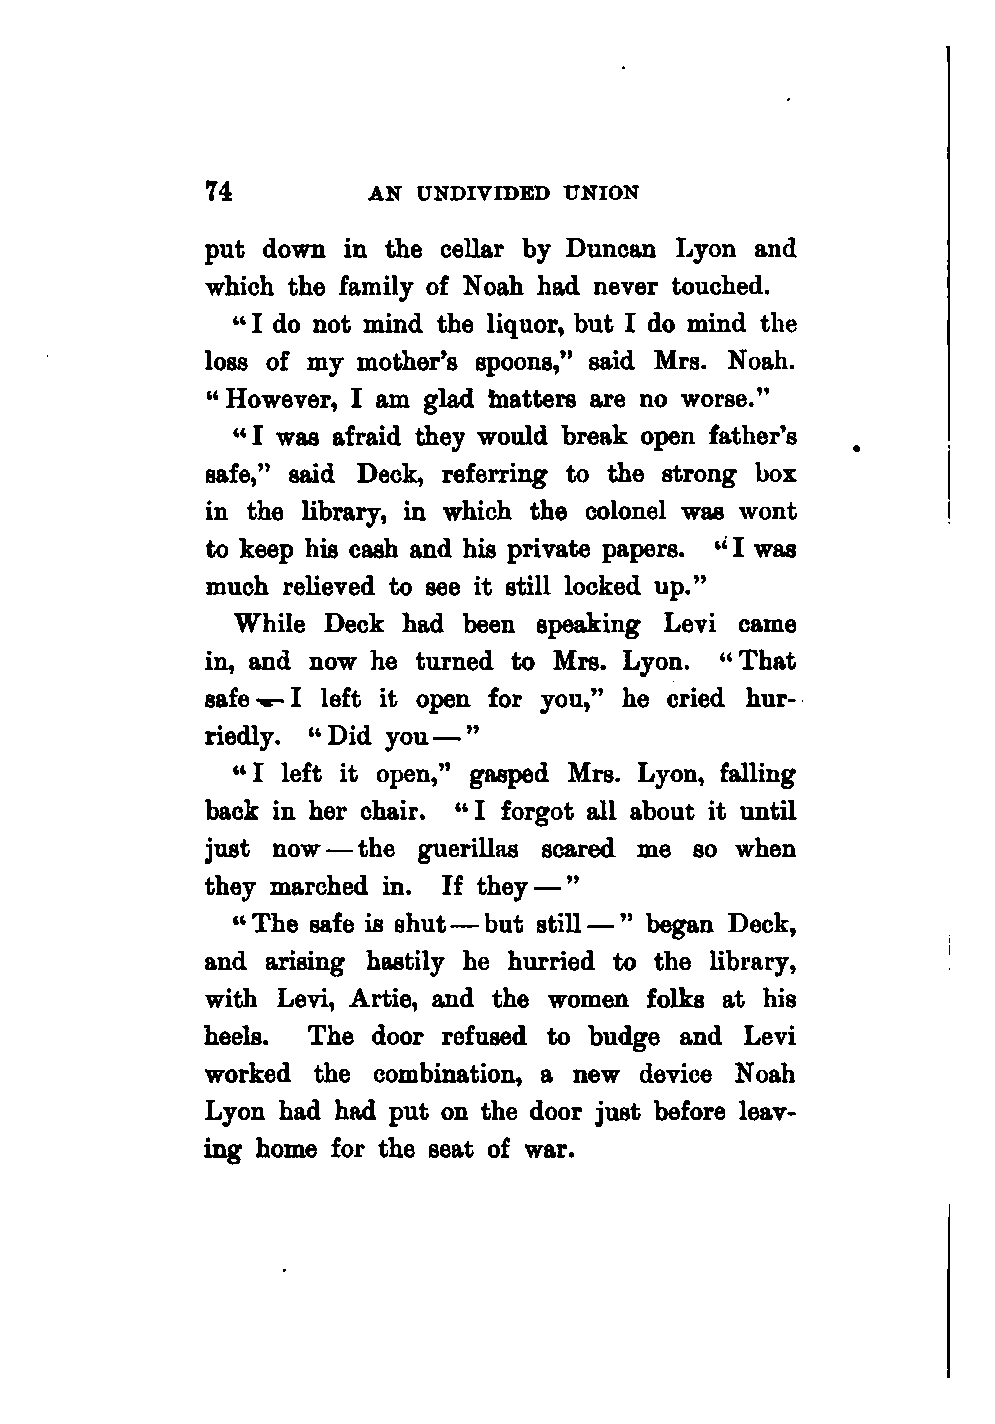 74 AN UNDIVIDED UNION
put down in the cellar by Duncan Lyon and
which the family of Noah had never touched.
“I do not mind the liquor, but I do mind the
loss of my mother’s spoons,” said Mrs. Noah.
“However, I am glad matters are no worse.”
“I was afraid they would break open father’s
safe,” said Deck, referring to the strong box
in the library, in which the colonel was wont
to keep his cash and his private papers. “I was
much relieved to see it still locked up.”
While Deck had been speaking Levi came
in, and now he turned to Mrs. Lyon. “That
safe—I left it open for you,” he cried hur-
riedly. “Did you—”
“I left it open,” gasped Mrs. Lyon, falling
back in her chair. “I forgot all about it until
just now—the guerillas scared me so when
they marched in. If they—”
“The safe is shut—but still—” began Deck,
and arising hastily he hurried to the library,
with Levi, Artie, and the women folks at his
heels. The door refused to budge and Levi
worked the combination, a new device Noah
Lyon had had put on the door just before leav-
ing home for the seat of war.